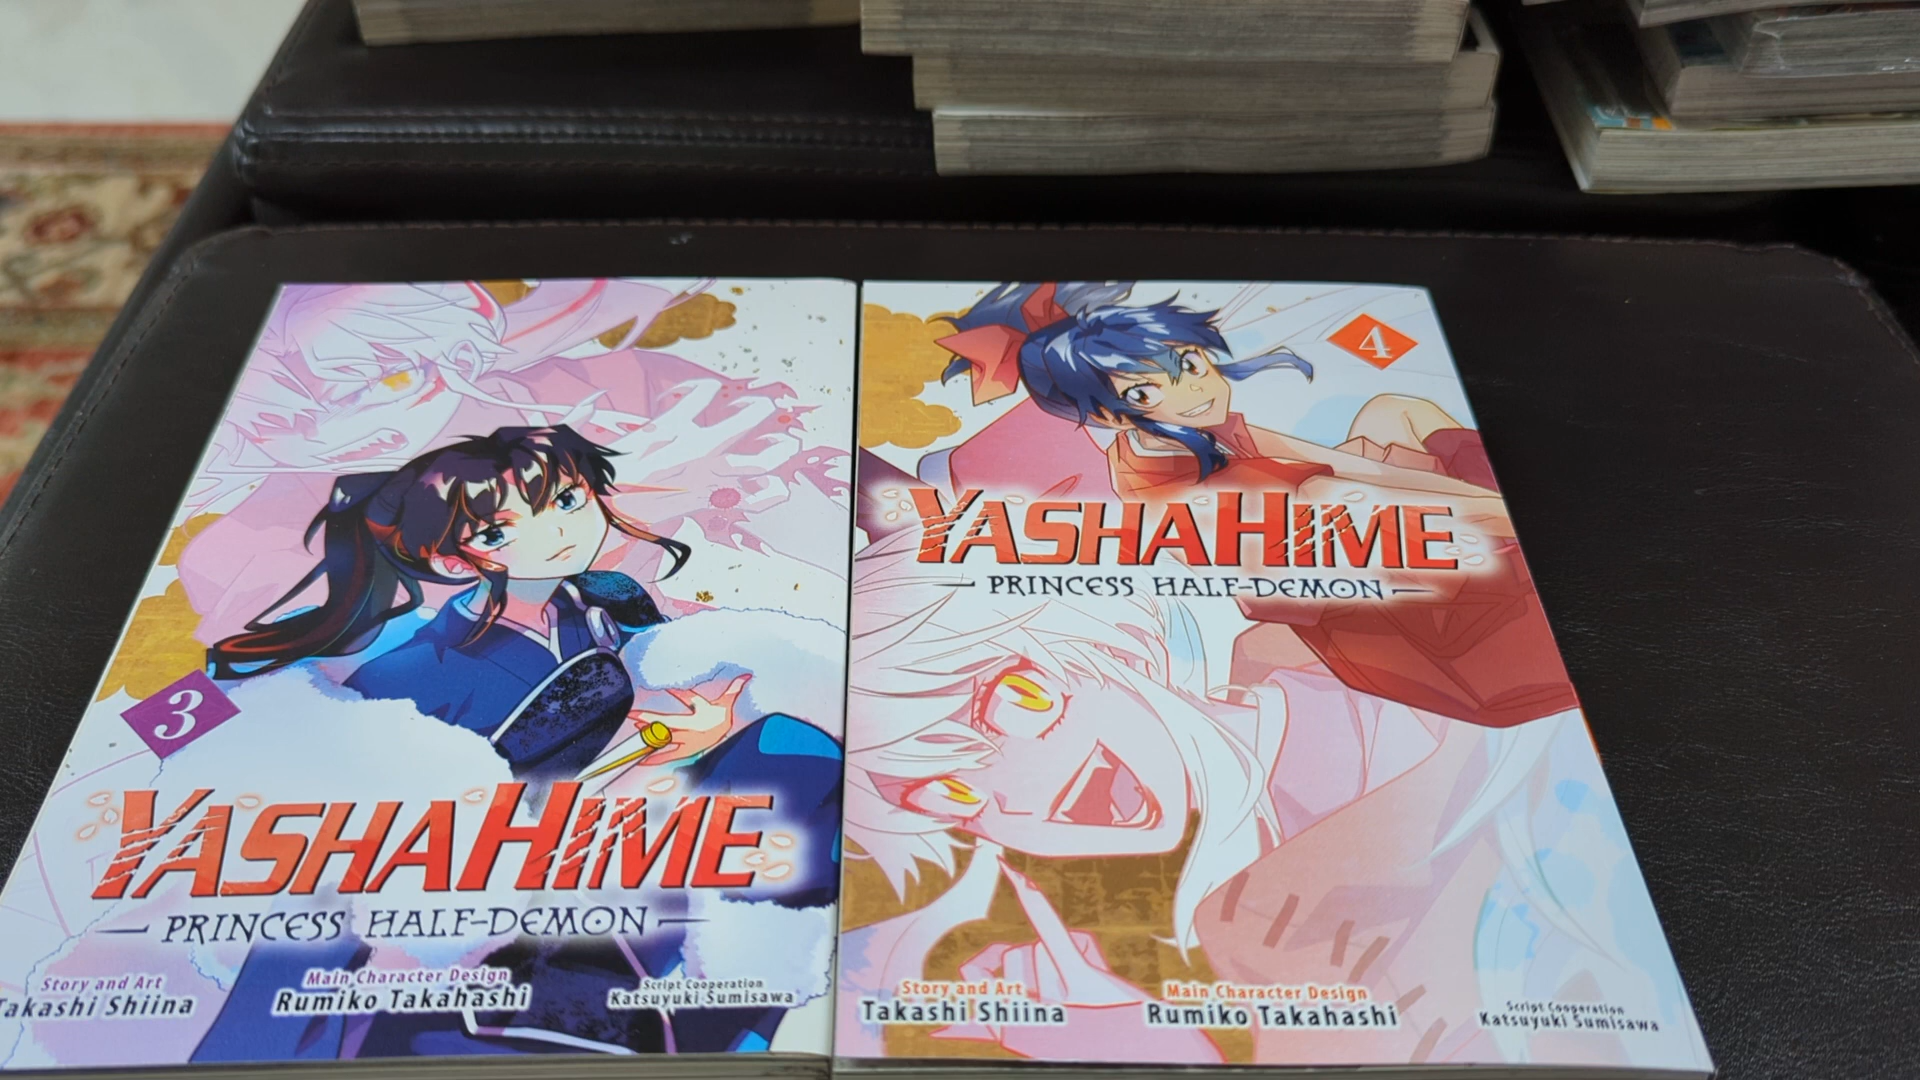 3
YASHAHIME
PRINCESS HALF-DEMON
Story and Art
Takashi Shiina
Main Character Design
Rumiko Takahashi
Script Cooperation
Katsuyuki Sumisawa
4
YASHAHIME
PRINCESS HALF-DEMON
Story and Art
Takashi Shiina
Main Character Design
Rumiko Takahashi
Script Cooperation
Katsuyuki Sumisawa